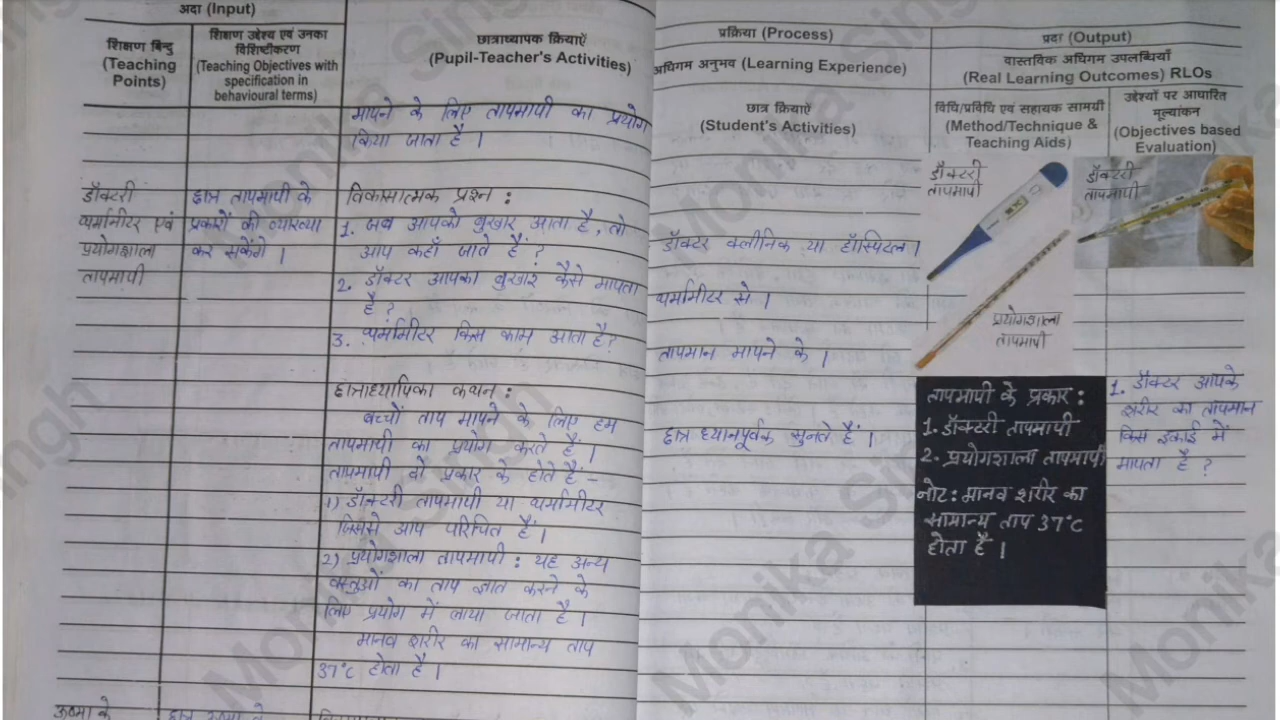 अदा (Input)
शिक्षण बिन्दु
(Teaching
Points)
शिक्षण उद्देश्य एवं उनका
विशिष्टीकरण
(Teaching Objectives with
specification in
behavioural terms)
छात्राध्यापक क्रियाऐं
(Pupil-Teacher's Activities)
मापने के लिए तापमापी का प्रयोग
किया जाता है ।
डॉक्टरी
थर्मामीटर एवं
प्रयोगशाला
तापमापी
छात्र तापमापी के
प्रकारों की व्याख्या
कर सकेंगे ।
विकासात्मक प्रश्न :
1. जब आपको बुखार आता है, तो
आप कहाँ जाते हैं ?
2. डॉक्टर आपका बुखार कैसे मापता
है ?
3. थर्मामीटर किस काम आता है ?
छात्राध्यापिका कथन :
बच्चों ताप मापने के लिए हम
तापमापी का प्रयोग करते हैं ।
तापमापी दो प्रकार के होते हैं -
1) डॉक्टरी तापमापी या थर्मामीटर
जिससे आप परिचित हैं ।
2) प्रयोगशाला तापमापी : यह अन्य
वस्तुओं का ताप ज्ञात करने के
लिए प्रयोग में लाया जाता है ।
मानव शरीर का सामान्य ताप
37°C होता है ।
ऊष्मा के
प्रक्रिया (Process)
अधिगम अनुभव (Learning Experience)
छात्र क्रियाऐं
(Student's Activities)
डॉक्टर क्लीनिक या हॉस्पिटल ।
थर्मामीटर से ।
तापमान मापने के ।
छात्र ध्यानपूर्वक सुनते हैं ।
प्रदा (Output)
वास्तविक अधिगम उपलब्धियाँ
(Real Learning Outcomes) RLOs
विधि/प्रविधि एवं सहायक सामग्री
(Method/Technique &
Teaching Aids)
डॉक्टरी
तापमापी
प्रयोगशाला
तापमापी
तापमापी के प्रकार :
1. डॉक्टरी तापमापी
2. प्रयोगशाला तापमापी
नोट : मानव शरीर का
सामान्य ताप 37°C
होता है ।
उद्देश्यों पर आधारित
मूल्यांकन
(Objectives based
Evaluation)
डॉक्टरी
तापमापी
1. डॉक्टर आपके
शरीर का तापमान
किस इकाई में
मापता है ?
Monika Singh